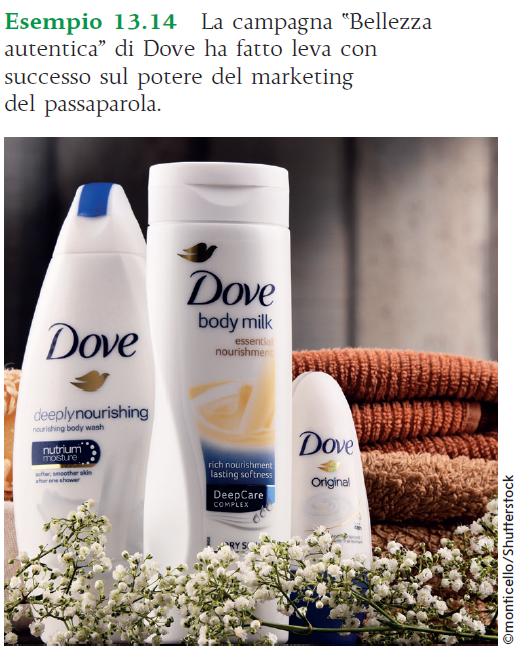 Esempio 13.14 La campagna “Bellezza
autentica” di Dove ha fatto leva con
successo sul potere del marketing
del passaparola.
Dove
deeplynourishing
nourishing body wash
nutrium
moisture
softer, smoother skin
after one shower
Dove
body milk
essential
nourishment
rich nourishment
lasting softness
DeepCare
COMPLEX
DRY S
Dove
Original
©monticello/Shutterstock